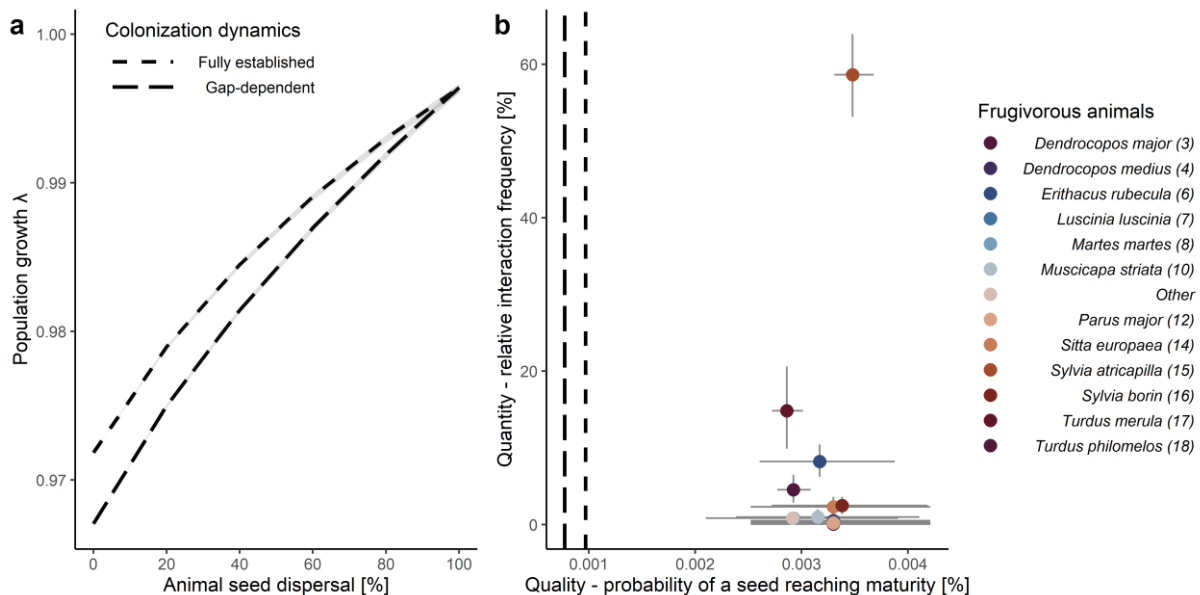 a
Colonization dynamics
Fully established
Gap-dependent
1.00
0.99
0.98
0.97
Population growth λ
0
20
40
60
80
100
Animal seed dispersal [%]
b
60
40
20
0
Quantity - relative interaction frequency [%]
0.001
0.002
0.003
0.004
Quality - probability of a seed reaching maturity [%]
Frugivorous animals
Dendrocopos major (3)
Dendrocopos medius (4)
Erithacus rubecula (6)
Luscinia luscinia (7)
Martes martes (8)
Muscicapa striata (10)
Other
Parus major (12)
Sitta europaea (14)
Sylvia atricapilla (15)
Sylvia borin (16)
Turdus merula (17)
Turdus philomelos (18)